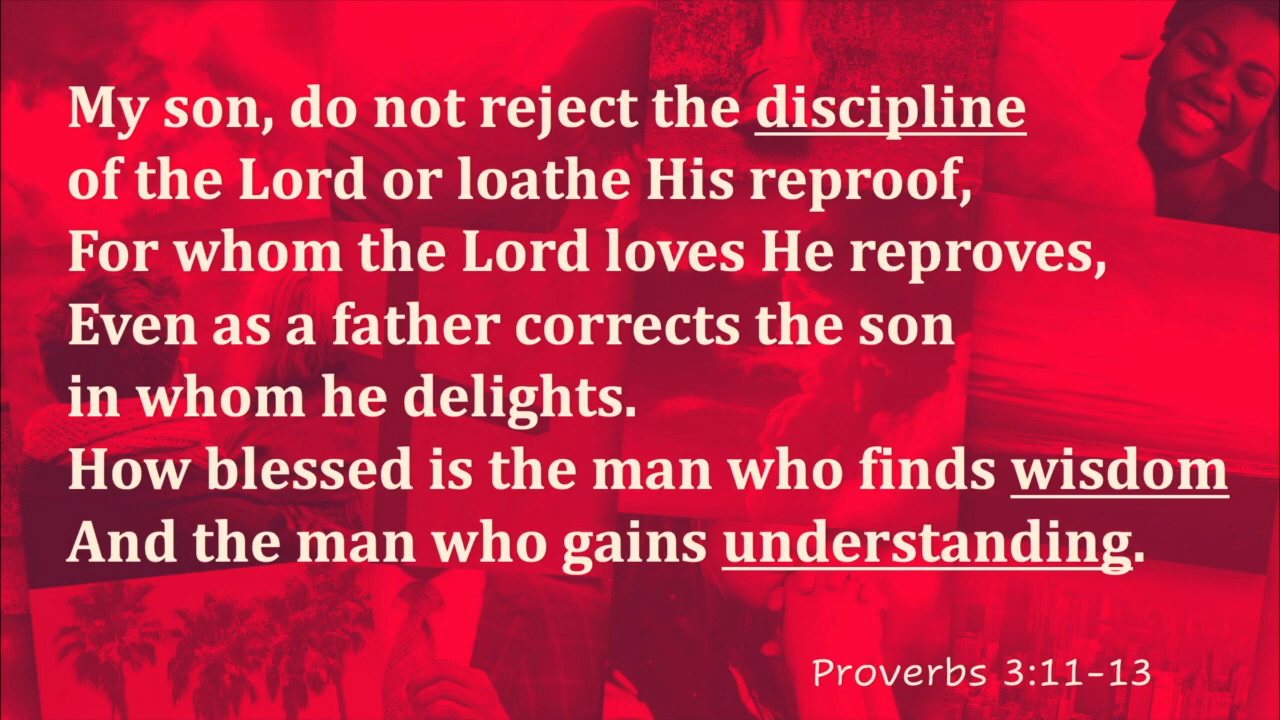 My son, do not reject the discipline
of the Lord or loathe His reproof,
For whom the Lord loves He reproves,
Even as a father corrects the son
in whom he delights.
How blessed is the man who finds wisdom
And the man who gains understanding.
Proverbs 3:11-13